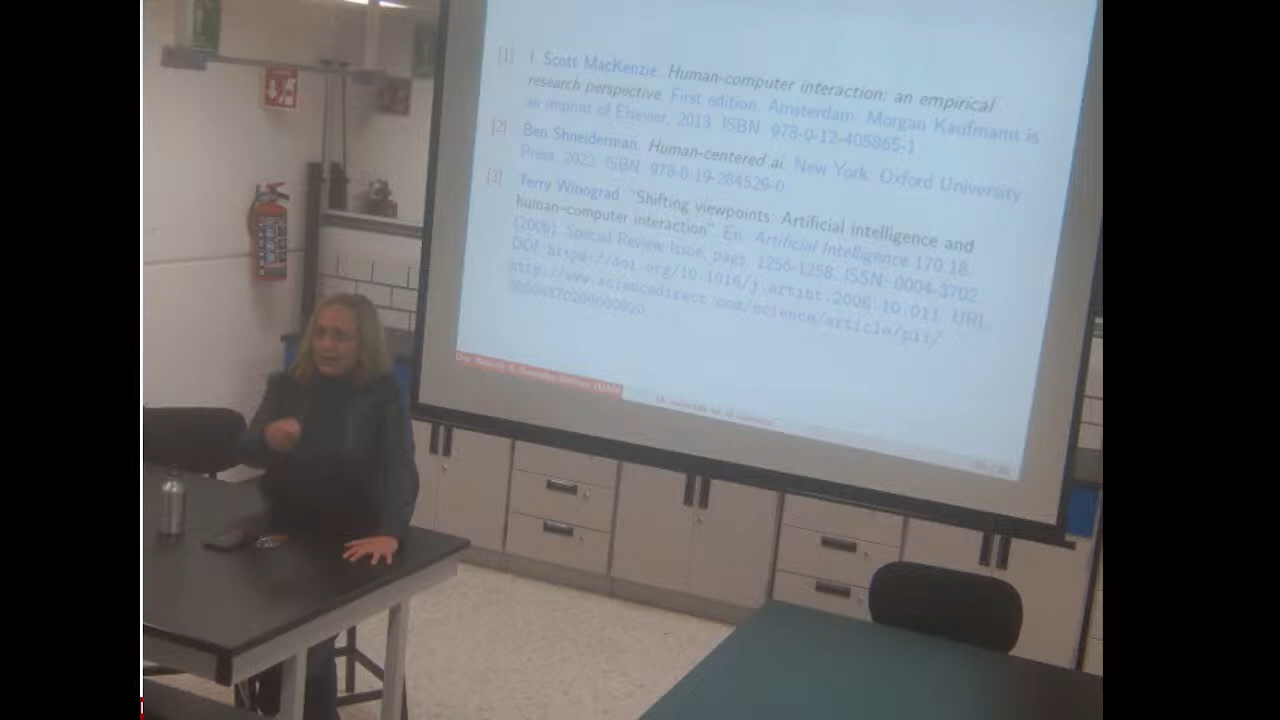 [1] I. Scott MacKenzie. Human-computer interaction: an empirical
research perspective. First edition. Amsterdam: Morgan Kaufmann is
an imprint of Elsevier, 2013. ISBN: 978-0-12-405865-1
[2] Ben Shneiderman. Human-centered ai. New York: Oxford University
Press, 2022. ISBN: 978-0-19-284529-0
[3] Terry Winograd. "Shifting viewpoints: Artificial intelligence and
human-computer interaction". En: Artificial Intelligence 170.18
(2006). Special Review Issue, págs. 1256-1258. ISSN: 0004-3702.
DOI: https://doi.org/10.1016/j.artint.2006.10.011. URL:
http://www.sciencedirect.com/science/article/pii/